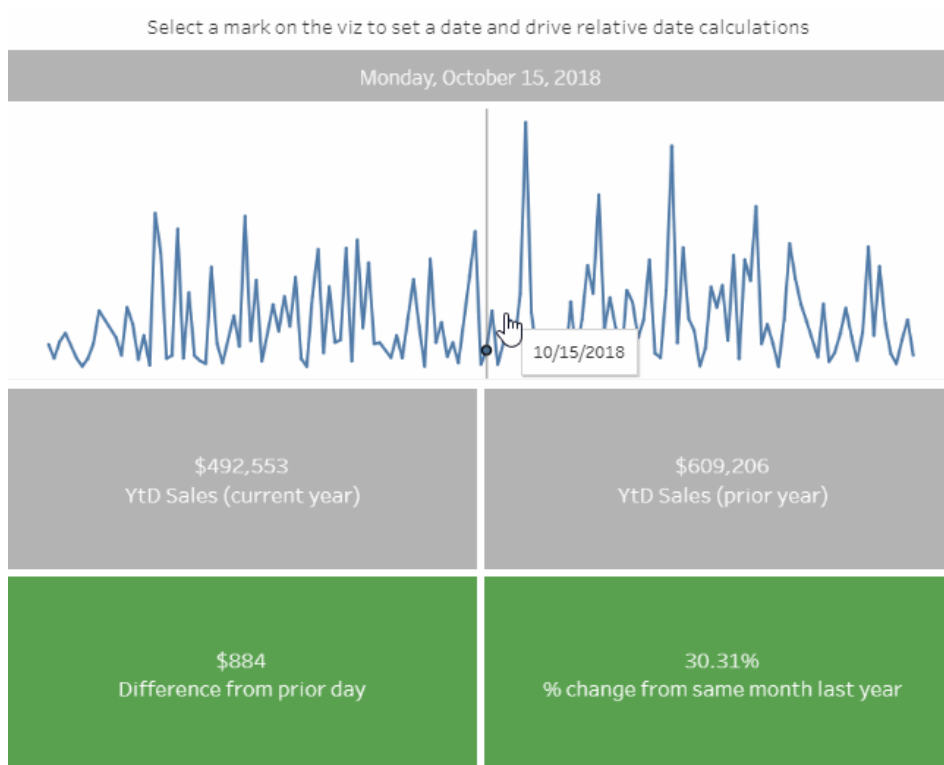 Select a mark on the viz to set a date and drive relative date calculations
Monday, October 15, 2018
10/15/2018
$492,553
YtD Sales (current year)
$609,206
YtD Sales (prior year)
$884
Difference from prior day
30.31%
% change from same month last year